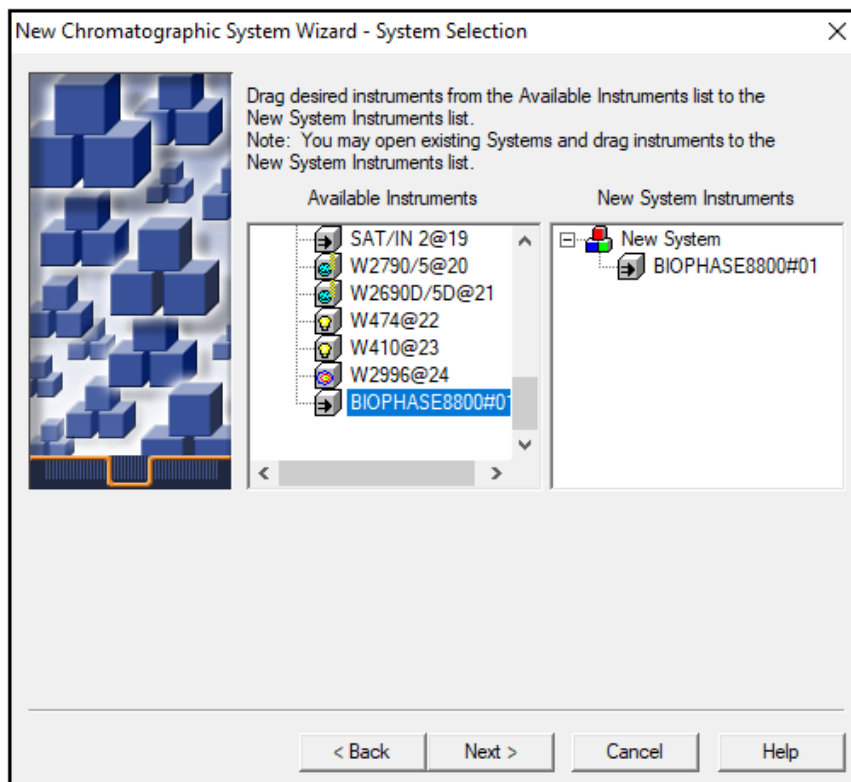 New Chromatographic System Wizard - System Selection
Drag desired instruments from the Available Instruments list to the
New System Instruments list.
Note: You may open existing Systems and drag instruments to the
New System Instruments list.
Available Instruments
SAT/IN 2@19
W2790/5@20
W2690D/5D@21
W474@22
W410@23
W2996@24
BIOPHASE8800#01
New System Instruments
New System
BIOPHASE8800#01
< Back
Next >
Cancel
Help